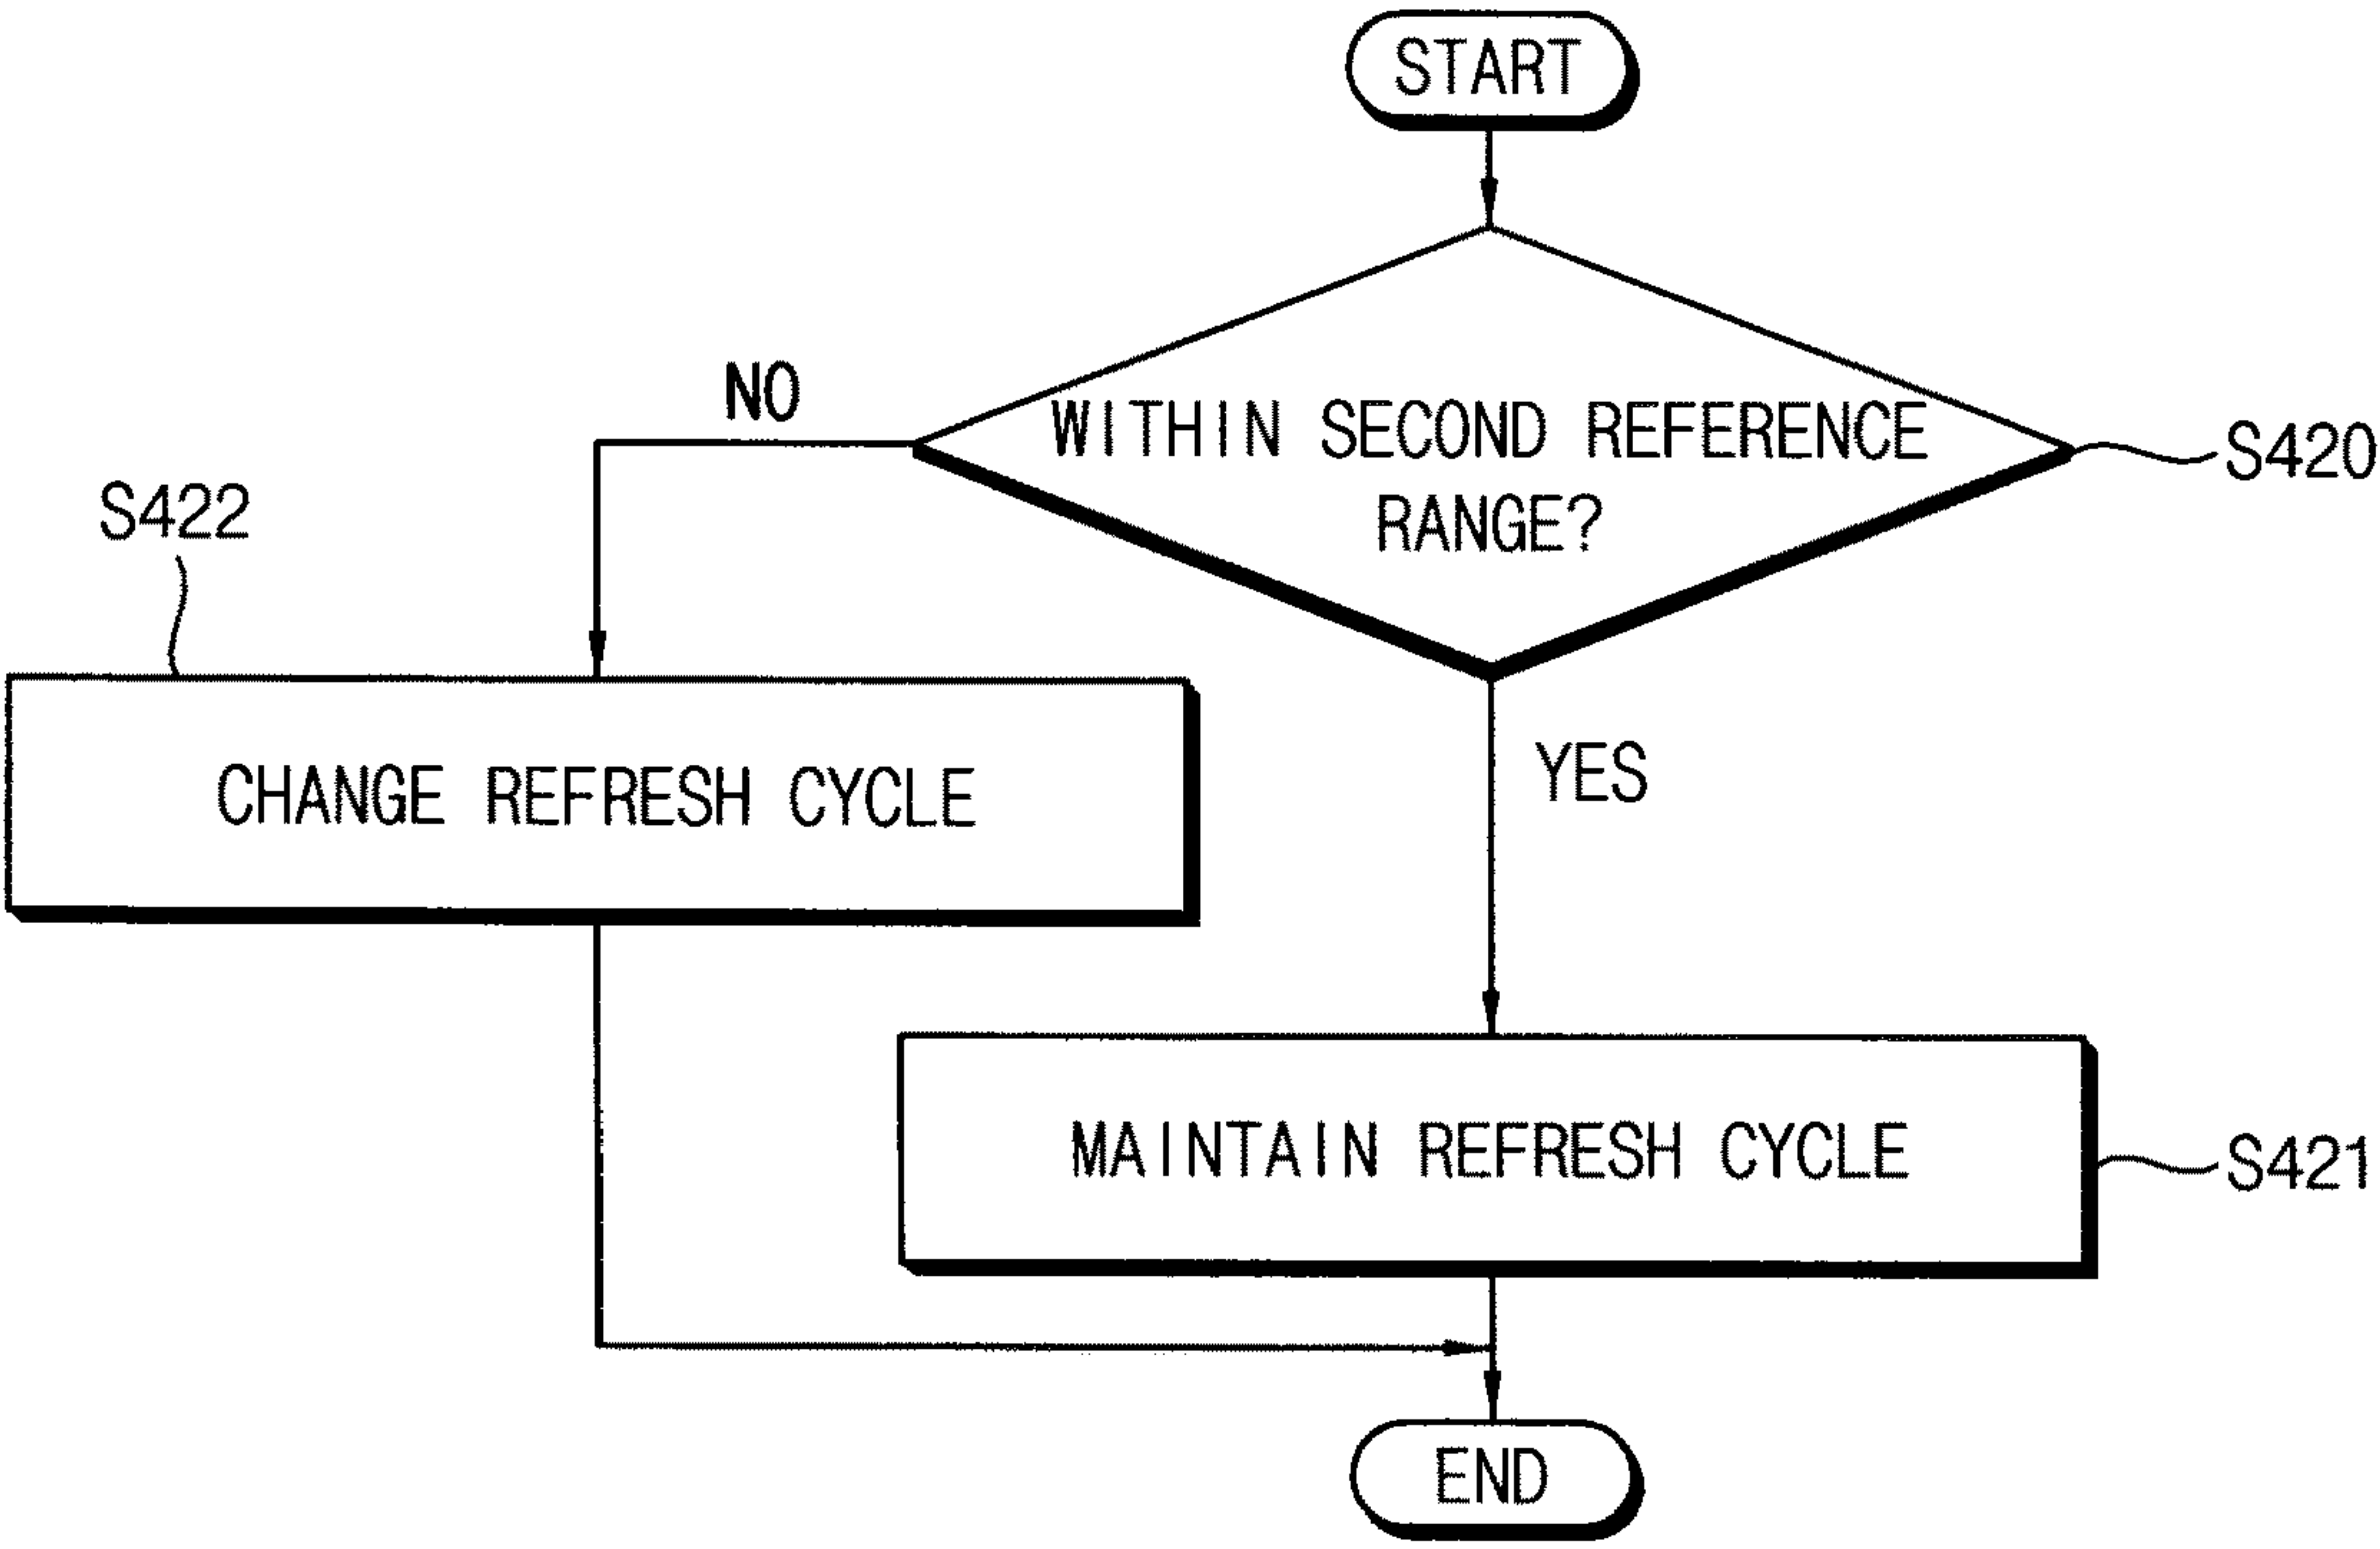 START
NO
WITHIN SECOND REFERENCE
RANGE?
S420
S422
CHANGE REFRESH CYCLE
YES
MAINTAIN REFRESH CYCLE
S421
END